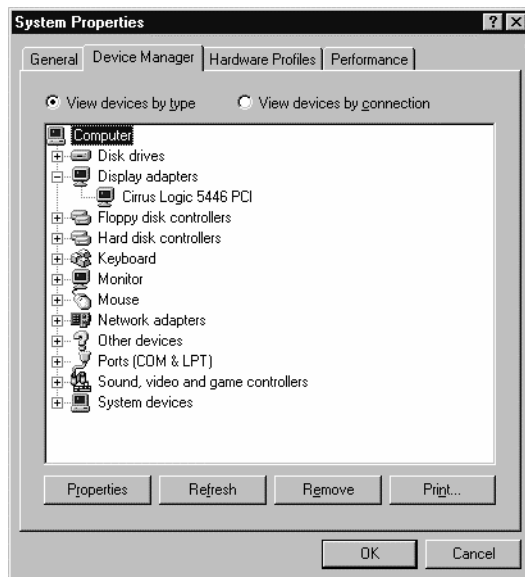 System Properties
General Device Manager Hardware Profiles Performance
View devices by type View devices by connection
Computer
Disk drives
Display adapters
Cirrus Logic 5446 PCI
Floppy disk controllers
Hard disk controllers
Keyboard
Monitor
Mouse
Network adapters
Other devices
Ports (COM & LPT)
Sound, video and game controllers
System devices
Properties Refresh Remove Print...
OK Cancel